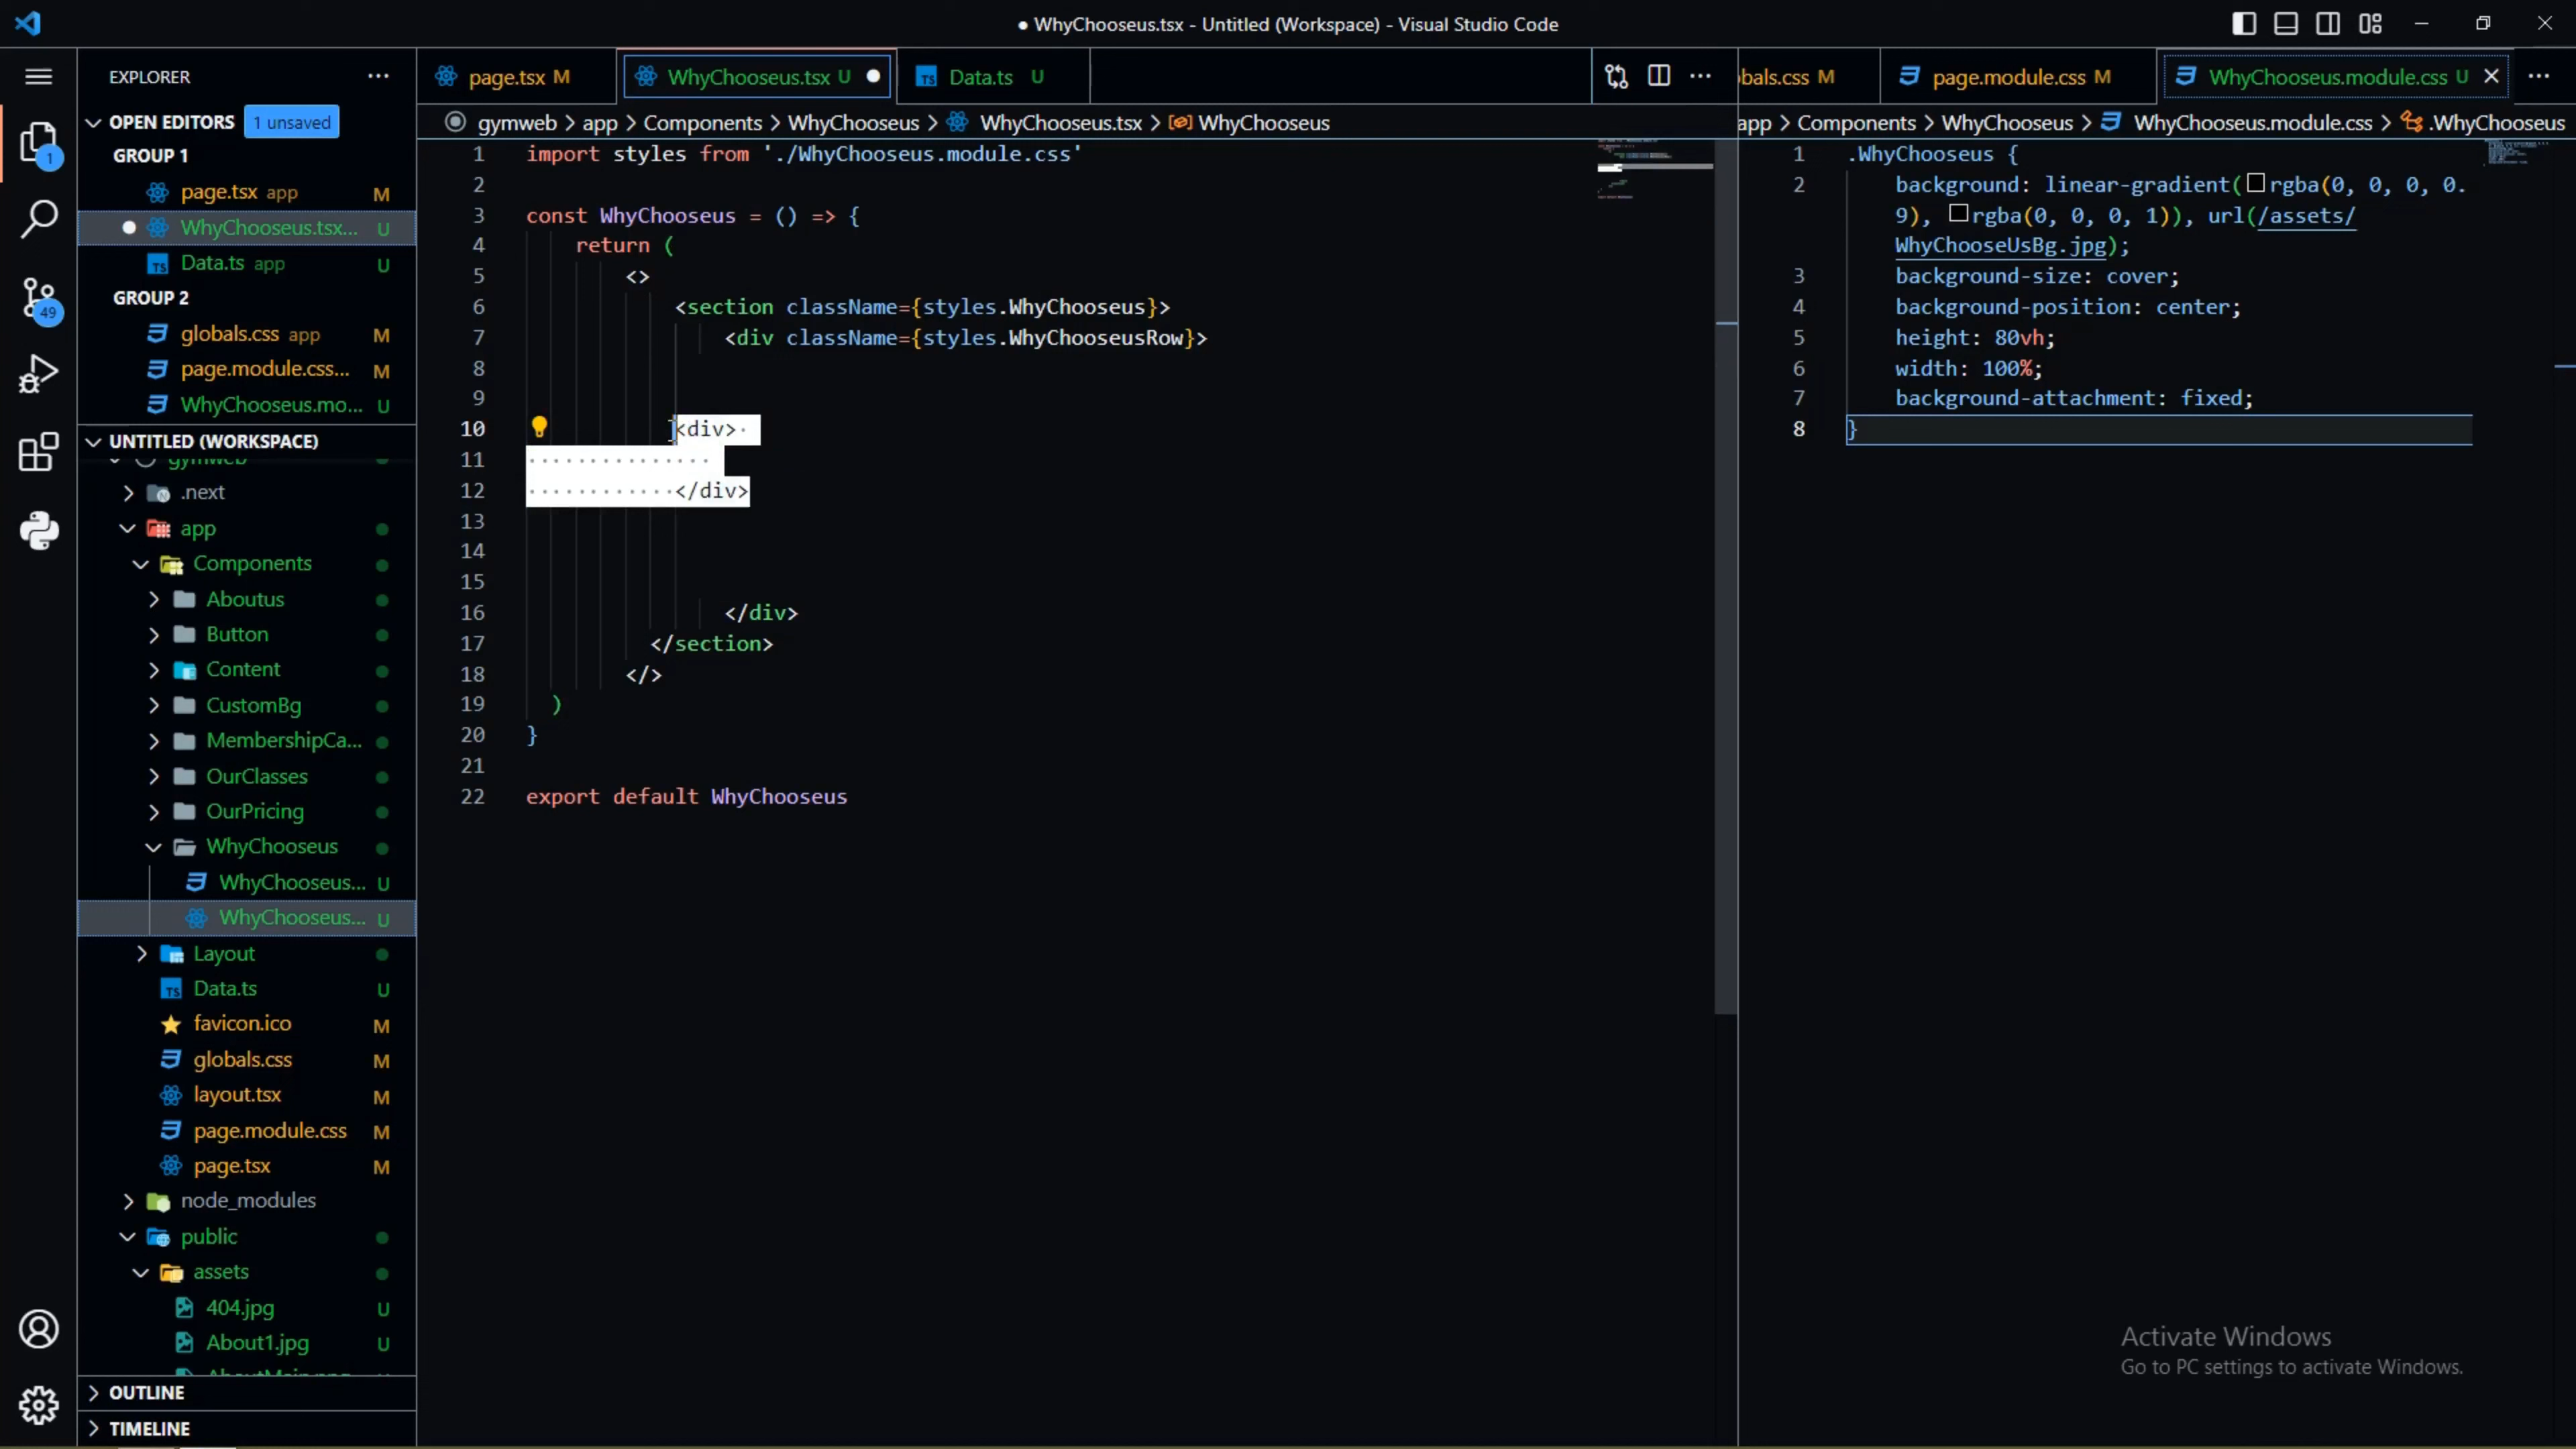 ● WhyChooseus.tsx - Untitled (Workspace) - Visual Studio Code
EXPLORER
OPEN EDITORS 1 unsaved
GROUP 1
page.tsx app M
WhyChooseus.tsx... U
Data.ts app U
GROUP 2
globals.css app M
page.module.css... M
WhyChooseus.mo... U
UNTITLED (WORKSPACE)
gymweb
.next
app
Components
Aboutus
Button
Content
CustomBg
MembershipCa...
OurClasses
OurPricing
WhyChooseus
WhyChooseus... U
WhyChooseus... U
Layout
Data.ts U
favicon.ico M
globals.css M
layout.tsx M
page.module.css M
page.tsx M
node_modules
public
assets
404.jpg U
About1.jpg U
OUTLINE
TIMELINE
1
49
page.tsx M
WhyChooseus.tsx U
Data.ts U
gymweb > app > Components > WhyChooseus > WhyChooseus.tsx > WhyChooseus
1 import styles from './WhyChooseus.module.css'
2
3 const WhyChooseus = () => {
4 return (
5 <>
6 <section className={styles.WhyChooseus}>
7 <div className={styles.WhyChooseusRow}>
8
9
10 <div>
11
12 </div>
13
14
15
16 </div>
17 </section>
18 </>
19 )
20 }
21
22 export default WhyChooseus
bals.css M
page.module.css M
WhyChooseus.module.css U
app > Components > WhyChooseus > WhyChooseus.module.css > .WhyChooseus
1 .WhyChooseus {
2 background: linear-gradient(rgba(0, 0, 0, 0.
9), rgba(0, 0, 0, 1)), url(/assets/
WhyChooseUsBg.jpg);
3 background-size: cover;
4 background-position: center;
5 height: 80vh;
6 width: 100%;
7 background-attachment: fixed;
8 }
Activate Windows
Go to PC settings to activate Windows.